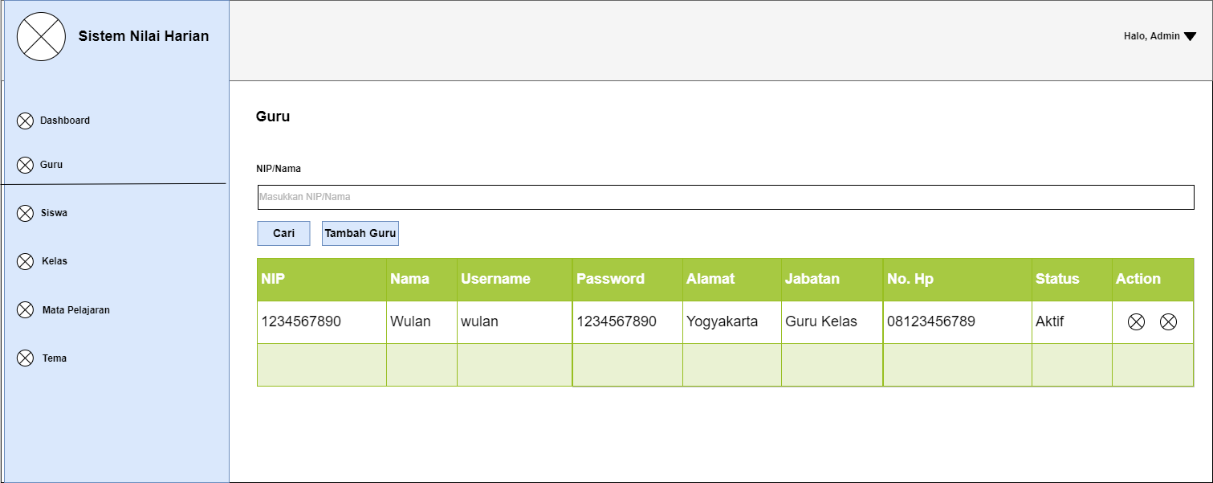 Sistem Nilai Harian
Halo, Admin
Dashboard
Guru
Siswa
Kelas
Mata Pelajaran
Tema
Guru
NIP/Nama
Masukkan NIP/Nama
Cari Tambah Guru
NIP Nama Username Password Alamat Jabatan No. Hp Status Action
1234567890 Wulan wulan 1234567890 Yogyakarta Guru Kelas 08123456789 Aktif